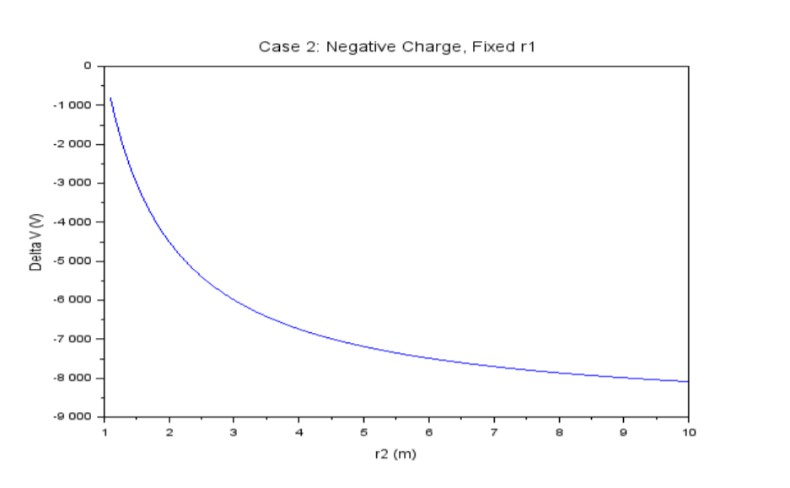 Case 2: Negative Charge, Fixed r1
0
-1 000
-2 000
-3 000
-4 000
-5 000
-6 000
-7 000
-8 000
-9 000
Delta V (V)
1 2 3 4 5 6 7 8 9 10
r2 (m)